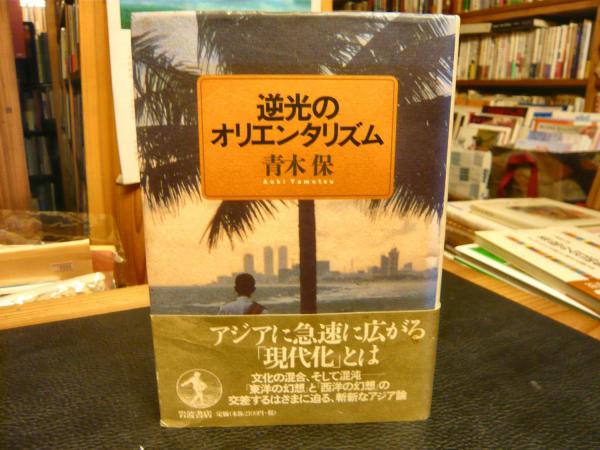 逆光の
オリエンタリズム
青木 保
Aoki Tamotsu
アジアに急速に広がる
「現代化」とは
文化の混合、そして混沌――
「東洋の幻想」と「西洋の幻想」の
交差するはざまに迫る、斬新なアジア論
岩波書店